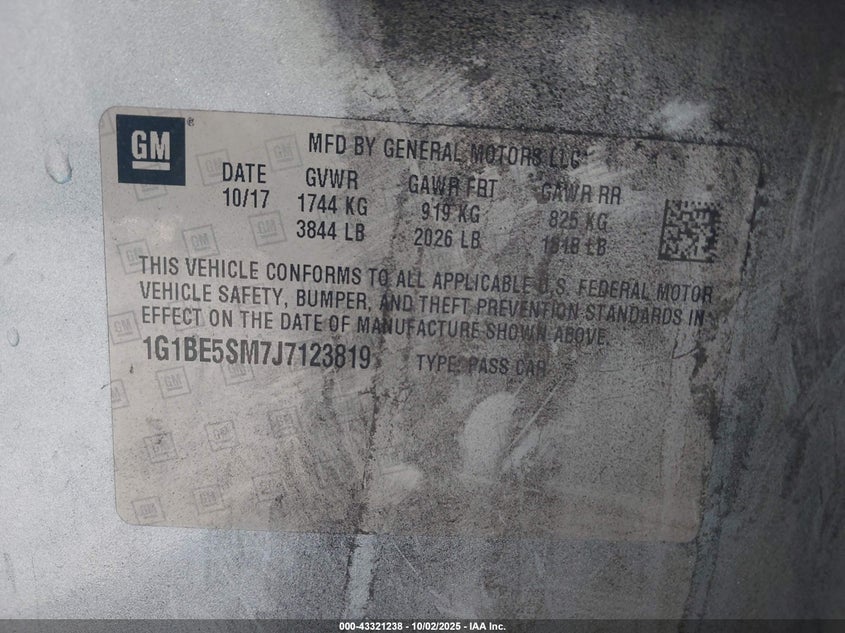 GM
MFD BY GENERAL MOTORS LLC
DATE GVWR GAWR FRT GAWR RR
10/17 1744 KG 919 KG 825 KG
3844 LB 2026 LB 1818 LB
THIS VEHICLE CONFORMS TO ALL APPLICABLE U.S. FEDERAL MOTOR
VEHICLE SAFETY, BUMPER, AND THEFT PREVENTION STANDARDS IN
EFFECT ON THE DATE OF MANUFACTURE SHOWN ABOVE.
1G1BE5SM7J7123819 TYPE: PASS CAR
000-43321238 - 10/02/2025 - IAA Inc.